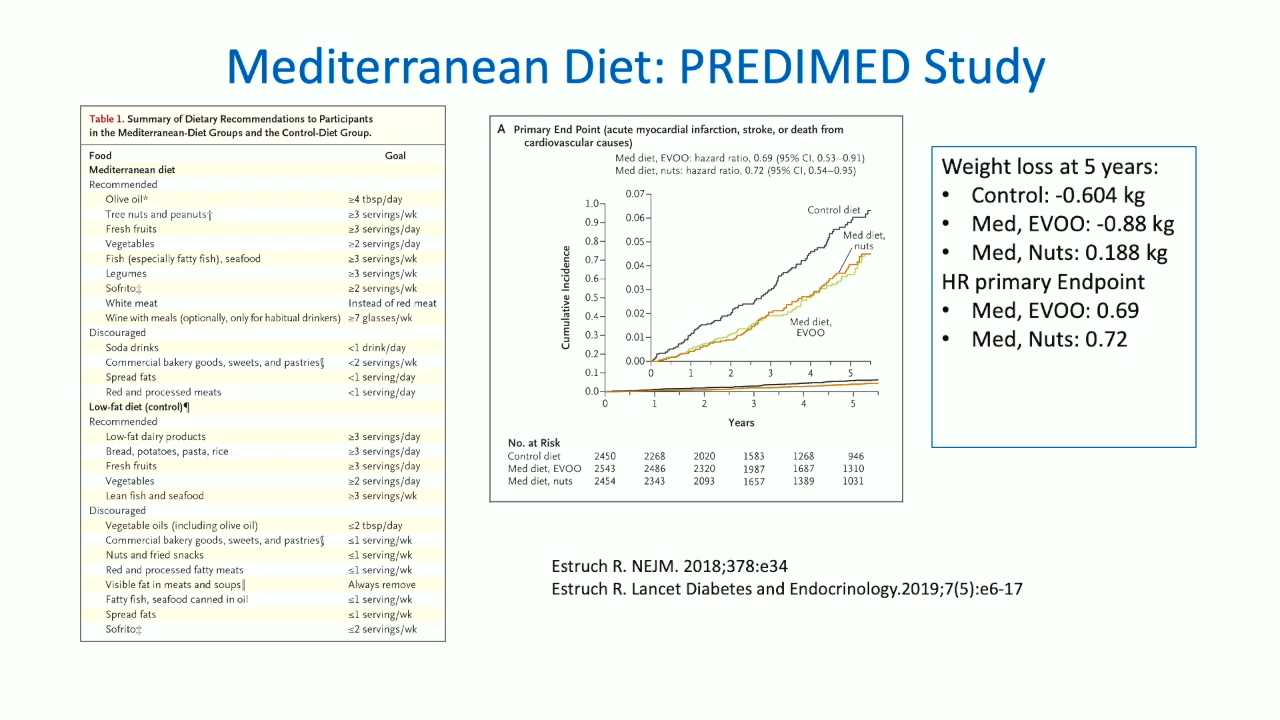 Mediterranean Diet: PREDIMED Study
Table 1. Summary of Dietary Recommendations to Participants
in the Mediterranean-Diet Groups and the Control-Diet Group.
Food Goal
Mediterranean diet
Recommended
Olive oil* ≥4 tbsp/day
Tree nuts and peanuts† ≥3 servings/wk
Fresh fruits ≥3 servings/day
Vegetables ≥2 servings/day
Fish (especially fatty fish), seafood ≥3 servings/wk
Legumes ≥3 servings/wk
Sofrito‡ ≥2 servings/wk
White meat Instead of red meat
Wine with meals (optionally, only for habitual drinkers) ≥7 glasses/wk
Discouraged
Soda drinks <1 drink/day
Commercial bakery goods, sweets, and pastries§ <2 servings/wk
Spread fats <1 serving/day
Red and processed meats <1 serving/day
Low-fat diet (control)¶
Recommended
Low-fat dairy products ≥3 servings/day
Bread, potatoes, pasta, rice ≥3 servings/day
Fresh fruits ≥3 servings/day
Vegetables ≥2 servings/day
Lean fish and seafood ≥3 servings/wk
Discouraged
Vegetable oils (including olive oil) ≤2 tbsp/day
Commercial bakery goods, sweets, and pastries§ ≤1 serving/wk
Nuts and fried snacks ≤1 serving/wk
Red and processed fatty meats ≤1 serving/wk
Visible fat in meats and soups‖ Always remove
Fatty fish, seafood canned in oil ≤1 serving/wk
Spread fats ≤1 serving/wk
Sofrito‡ ≤2 servings/wk
A Primary End Point (acute myocardial infarction, stroke, or death from
cardiovascular causes)
Med diet, EVOO: hazard ratio, 0.69 (95% CI, 0.53–0.91)
Med diet, nuts: hazard ratio, 0.72 (95% CI, 0.54–0.95)
Cumulative Incidence
1.0
0.9
0.8
0.7
0.6
0.5
0.4
0.3
0.2
0.1
0.0
0.07
0.06
0.05
0.04
0.03
0.02
0.01
0.00
Control diet
Med diet,
nuts
Med diet,
EVOO
0 1 2 3 4 5
0 1 2 3 4 5
Years
No. at Risk
Control diet 2450 2268 2020 1583 1268 946
Med diet, EVOO 2543 2486 2320 1987 1687 1310
Med diet, nuts 2454 2343 2093 1657 1389 1031
Weight loss at 5 years:
• Control: -0.604 kg
• Med, EVOO: -0.88 kg
• Med, Nuts: 0.188 kg
HR primary Endpoint
• Med, EVOO: 0.69
• Med, Nuts: 0.72
Estruch R. NEJM. 2018;378:e34
Estruch R. Lancet Diabetes and Endocrinology.2019;7(5):e6-17